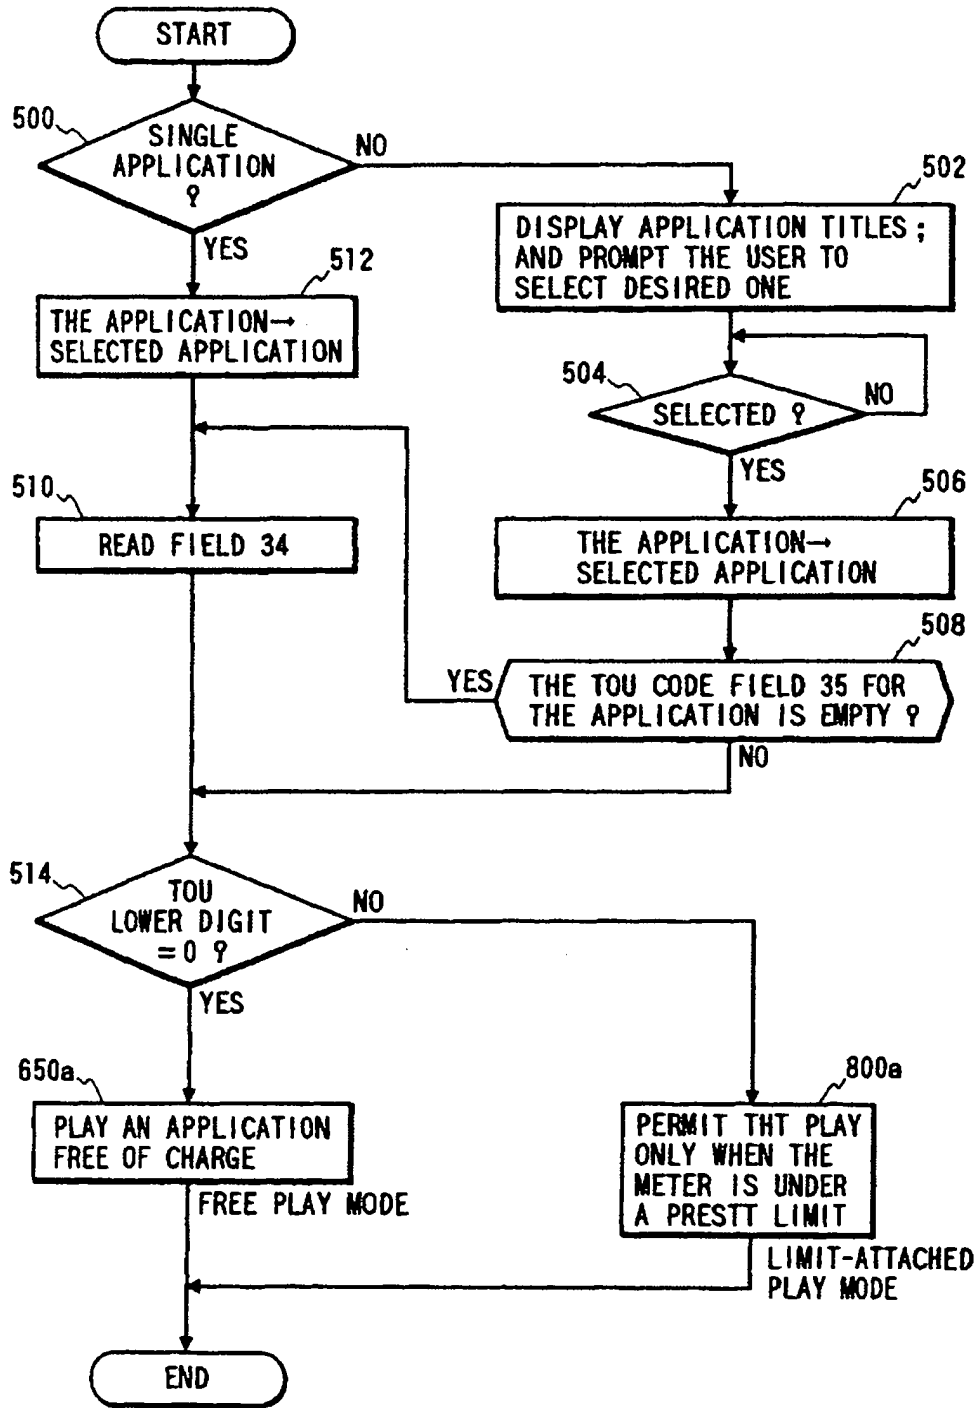 START
500
SINGLE
APPLICATION
?
NO
YES
502
DISPLAY APPLICATION TITLES ;
AND PROMPT THE USER TO
SELECT DESIRED ONE
512
THE APPLICATION→
SELECTED APPLICATION
504
SELECTED ?
NO
YES
506
THE APPLICATION→
SELECTED APPLICATION
510
READ FIELD 34
508
THE TOU CODE FIELD 35 FOR
THE APPLICATION IS EMPTY ?
YES
NO
514
TOU
LOWER DIGIT
=0 ?
NO
YES
650a
PLAY AN APPLICATION
FREE OF CHARGE
FREE PLAY MODE
800a
PERMIT THT PLAY
ONLY WHEN THE
METER IS UNDER
A PRESTT LIMIT
LIMIT-ATTACHED
PLAY MODE
END